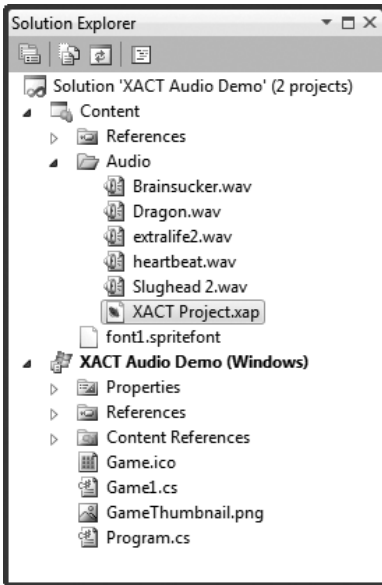 Solution Explorer
Solution 'XACT Audio Demo' (2 projects)
Content
References
Audio
Brainsucker.wav
Dragon.wav
extralife2.wav
heartbeat.wav
Slughead 2.wav
XACT Project.xap
font1.spritefont
XACT Audio Demo (Windows)
Properties
References
Content References
Game.ico
Game1.cs
GameThumbnail.png
Program.cs